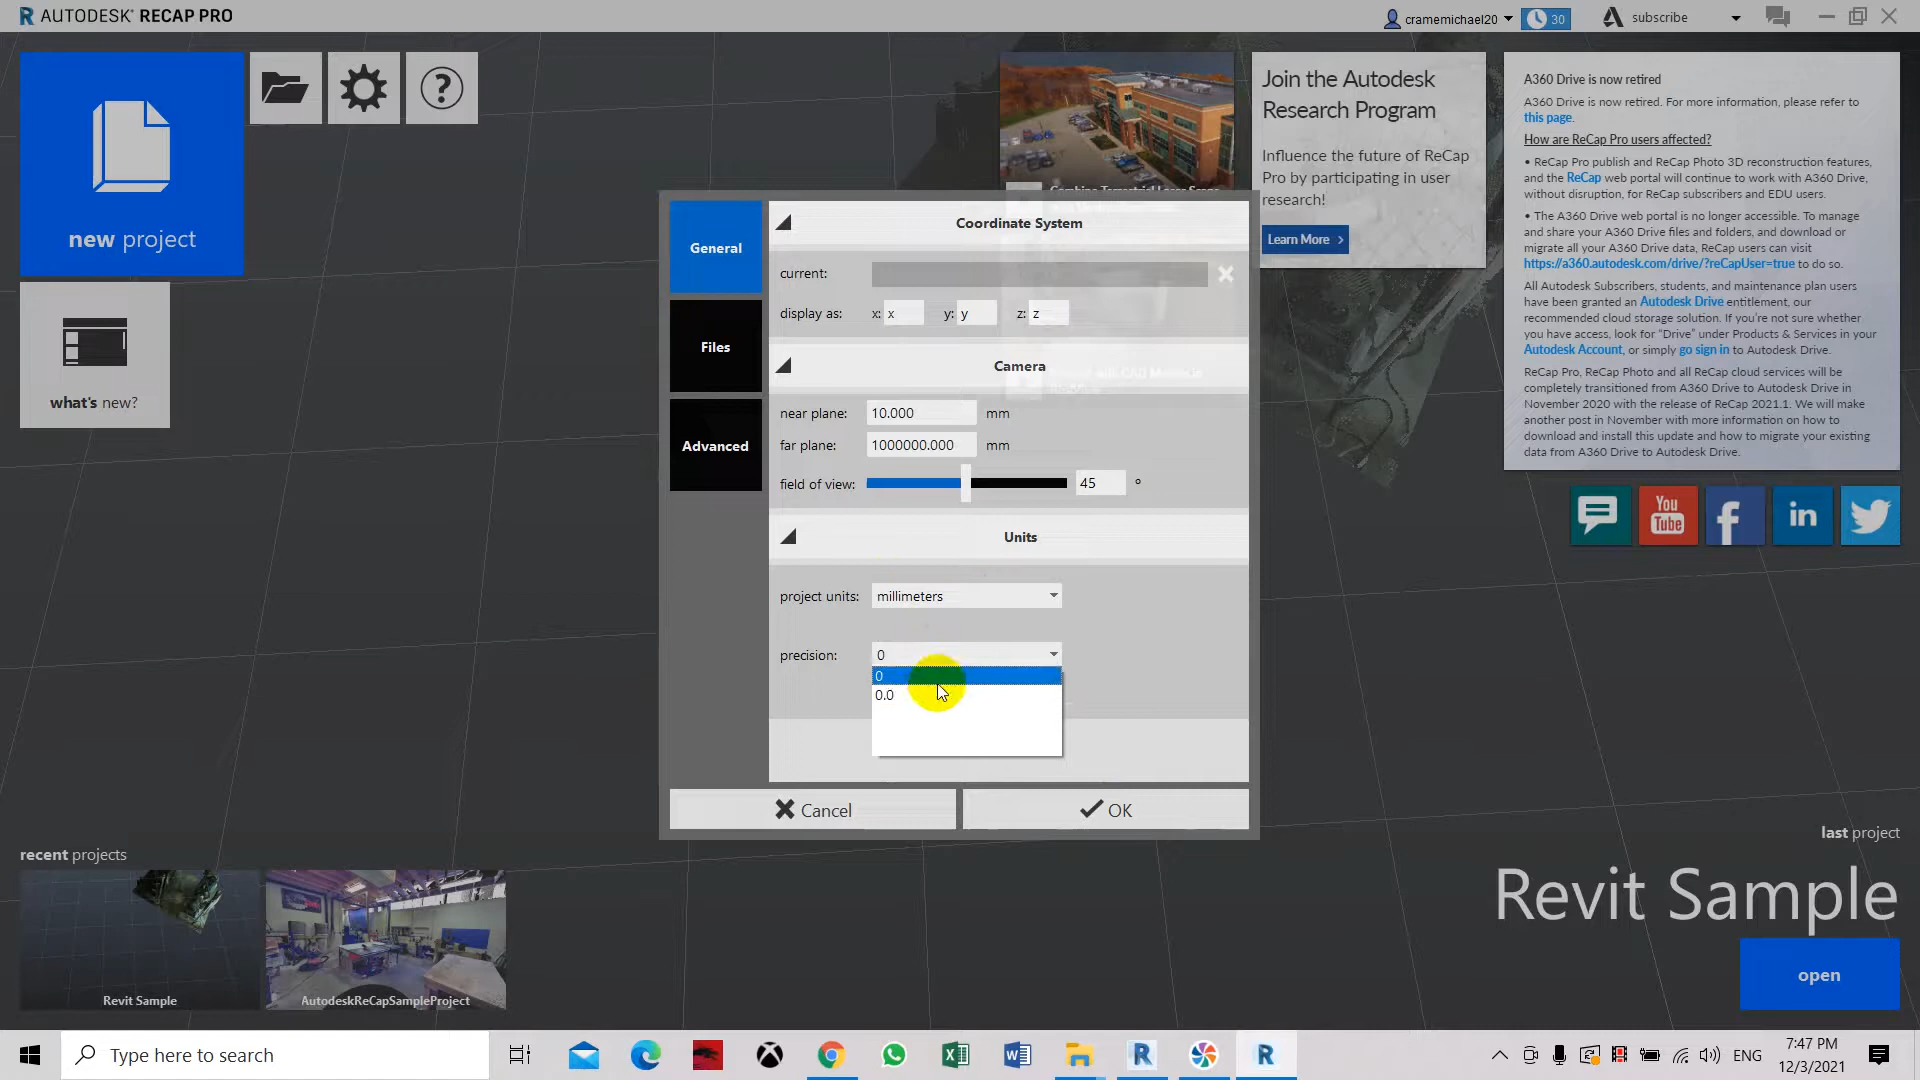 AUTODESK® RECAP PRO
cramemichael20
30
subscribe
new project
what's new?
Join the Autodesk
Research Program
Influence the future of ReCap
Pro by participating in user
research!
Learn More >
A360 Drive is now retired
A360 Drive is now retired. For more information, please refer to
this page.
How are ReCap Pro users affected?
• ReCap Pro publish and ReCap Photo 3D reconstruction features,
and the ReCap web portal will continue to work with A360 Drive,
without disruption, for ReCap subscribers and EDU users.
• The A360 Drive web portal is no longer accessible. To manage
and share your A360 Drive files and folders, and download or
migrate all your A360 Drive data, ReCap users can visit
https://a360.autodesk.com/drive/?reCapUser=true to do so.
All Autodesk Subscribers, students, and maintenance plan users
have been granted an Autodesk Drive entitlement, our
recommended cloud storage solution. If you're not sure whether
you have access, look for "Drive" under Products & Services in your
Autodesk Account, or simply go sign in to Autodesk Drive.
ReCap Pro, ReCap Photo and all ReCap cloud services will be
completely transitioned from A360 Drive to Autodesk Drive in
November 2020 with the release of ReCap 2021.1. We will make
another post in November with more information on how to
download and install this update and how to migrate your existing
data from A360 Drive to Autodesk Drive.
You
Tube
f
in
General
Files
Advanced
Coordinate System
current:
display as: x: x y: y z: z
Camera
near plane: 10.000 mm
far plane: 1000000.000 mm
field of view: 45 °
Units
project units: millimeters
precision: 0
0
0.0
Cancel
OK
recent projects
Revit Sample
AutodeskReCapSampleProject
last project
Revit Sample
open
Type here to search
ENG
7:47 PM
12/3/2021